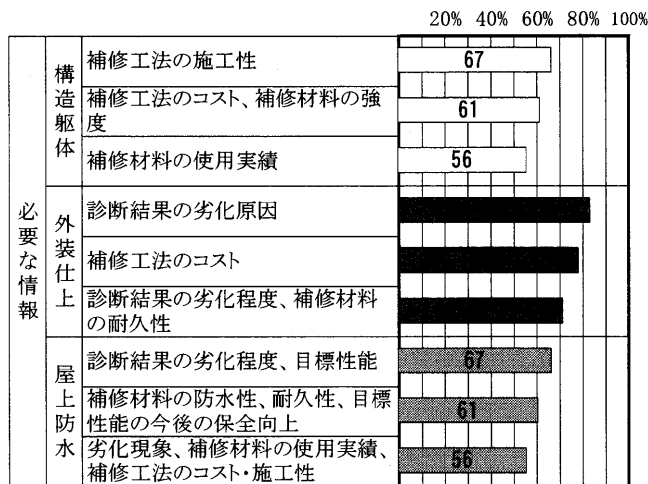 20% 40% 60% 80% 100%
必要な情報
構造躯体
補修工法の施工性
67
補修工法のコスト、補修材料の強
度
61
補修材料の使用実績
56
外装仕上
診断結果の劣化原因
補修工法のコスト
診断結果の劣化程度、補修材料
の耐久性
屋上防水
診断結果の劣化程度、目標性能
67
補修材料の防水性、耐久性、目標
性能の今後の保全向上
61
劣化現象、補修材料の使用実績、
補修工法のコスト・施工性
56